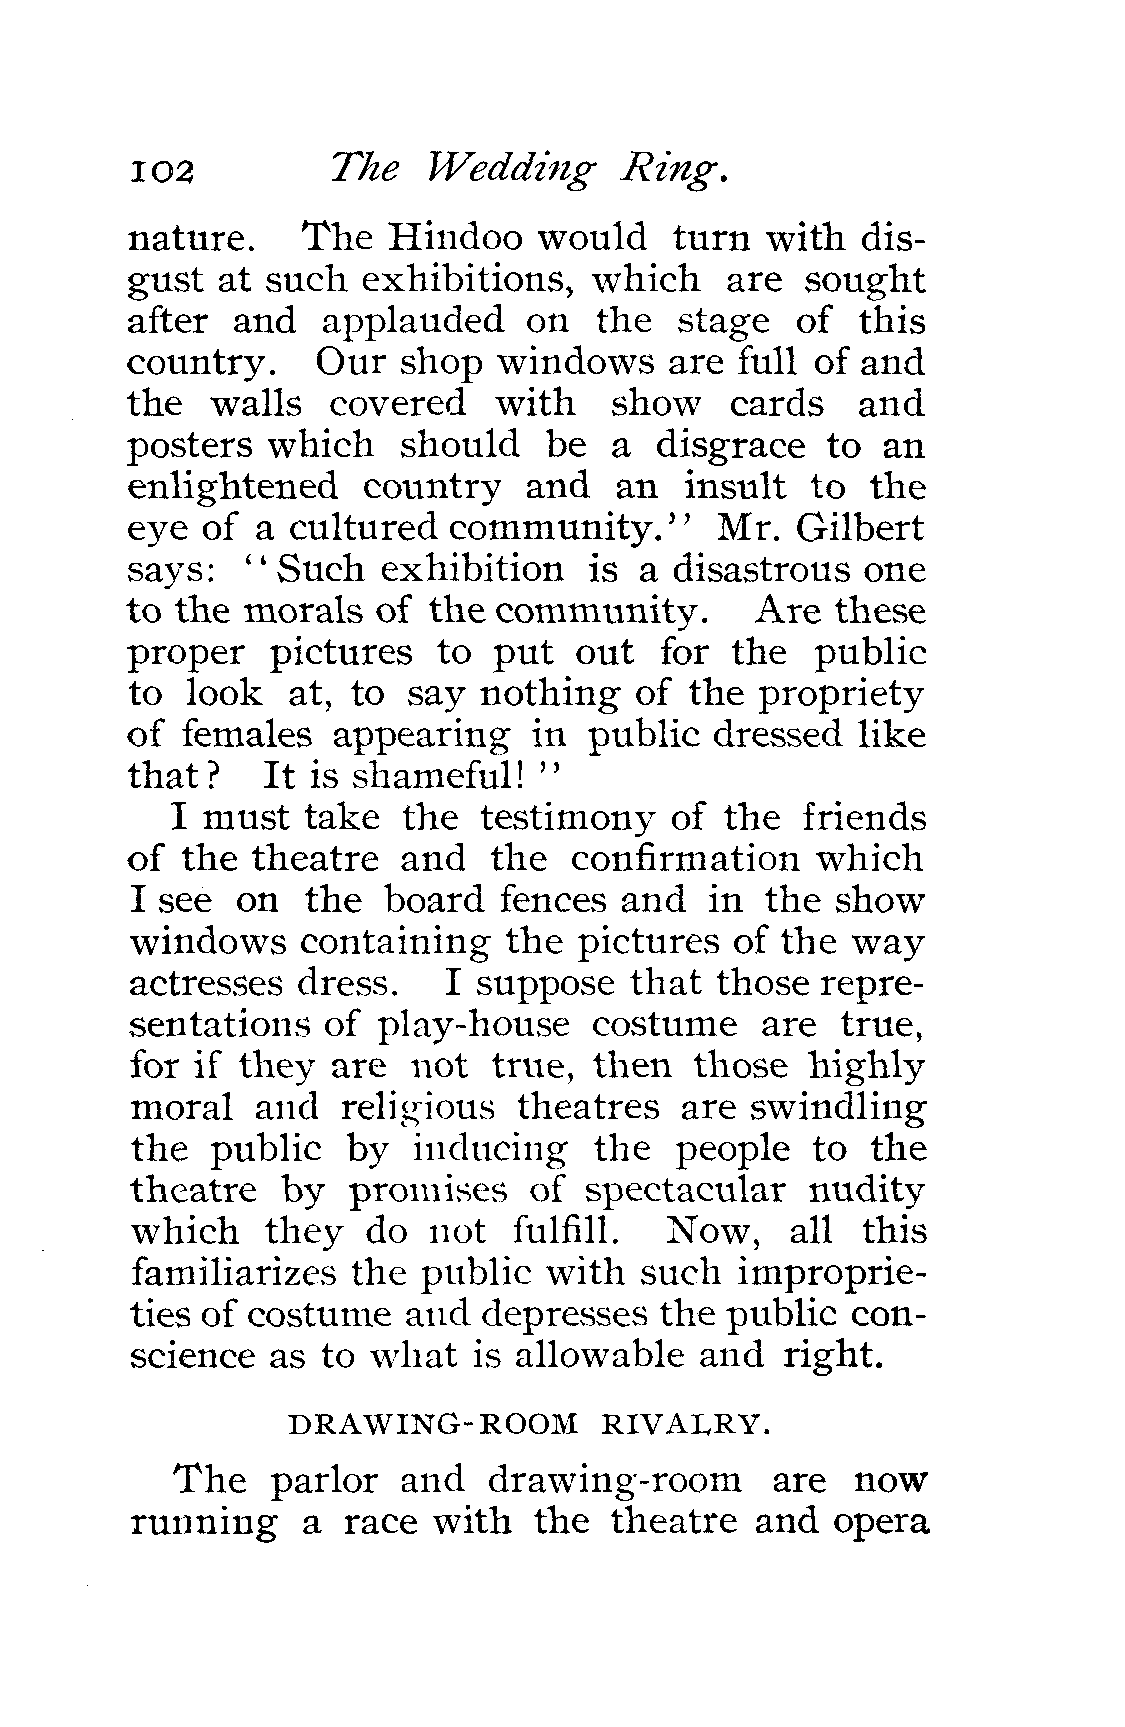 102 The Wedding Ring.
nature. The Hindoo would turn with dis-
gust at such exhibitions, which are sought
after and applauded on the stage of this
country. Our shop windows are full of and
the walls covered with show cards and
posters which should be a disgrace to an
enlightened country and an insult to the
eye of a cultured community.'' Mr. Gilbert
says: ‘‘Such exhibition is a disastrous one
to the morals of the community. Are these
proper pictures to put out for the public
to look at, to say nothing of the propriety
of females appearing in public dressed like
that? It is shameful!''
I must take the testimony of the friends
of the theatre and the confirmation which
I see on the board fences and in the show
windows containing the pictures of the way
actresses dress. I suppose that those repre-
sentations of play-house costume are true,
for if they are not true, then those highly
moral and religious theatres are swindling
the public by inducing the people to the
theatre by promises of spectacular nudity
which they do not fulfill. Now, all this
familiarizes the public with such improprie-
ties of costume and depresses the public con-
science as to what is allowable and right.
DRAWING-ROOM RIVALRY.
The parlor and drawing-room are now
running a race with the theatre and opera